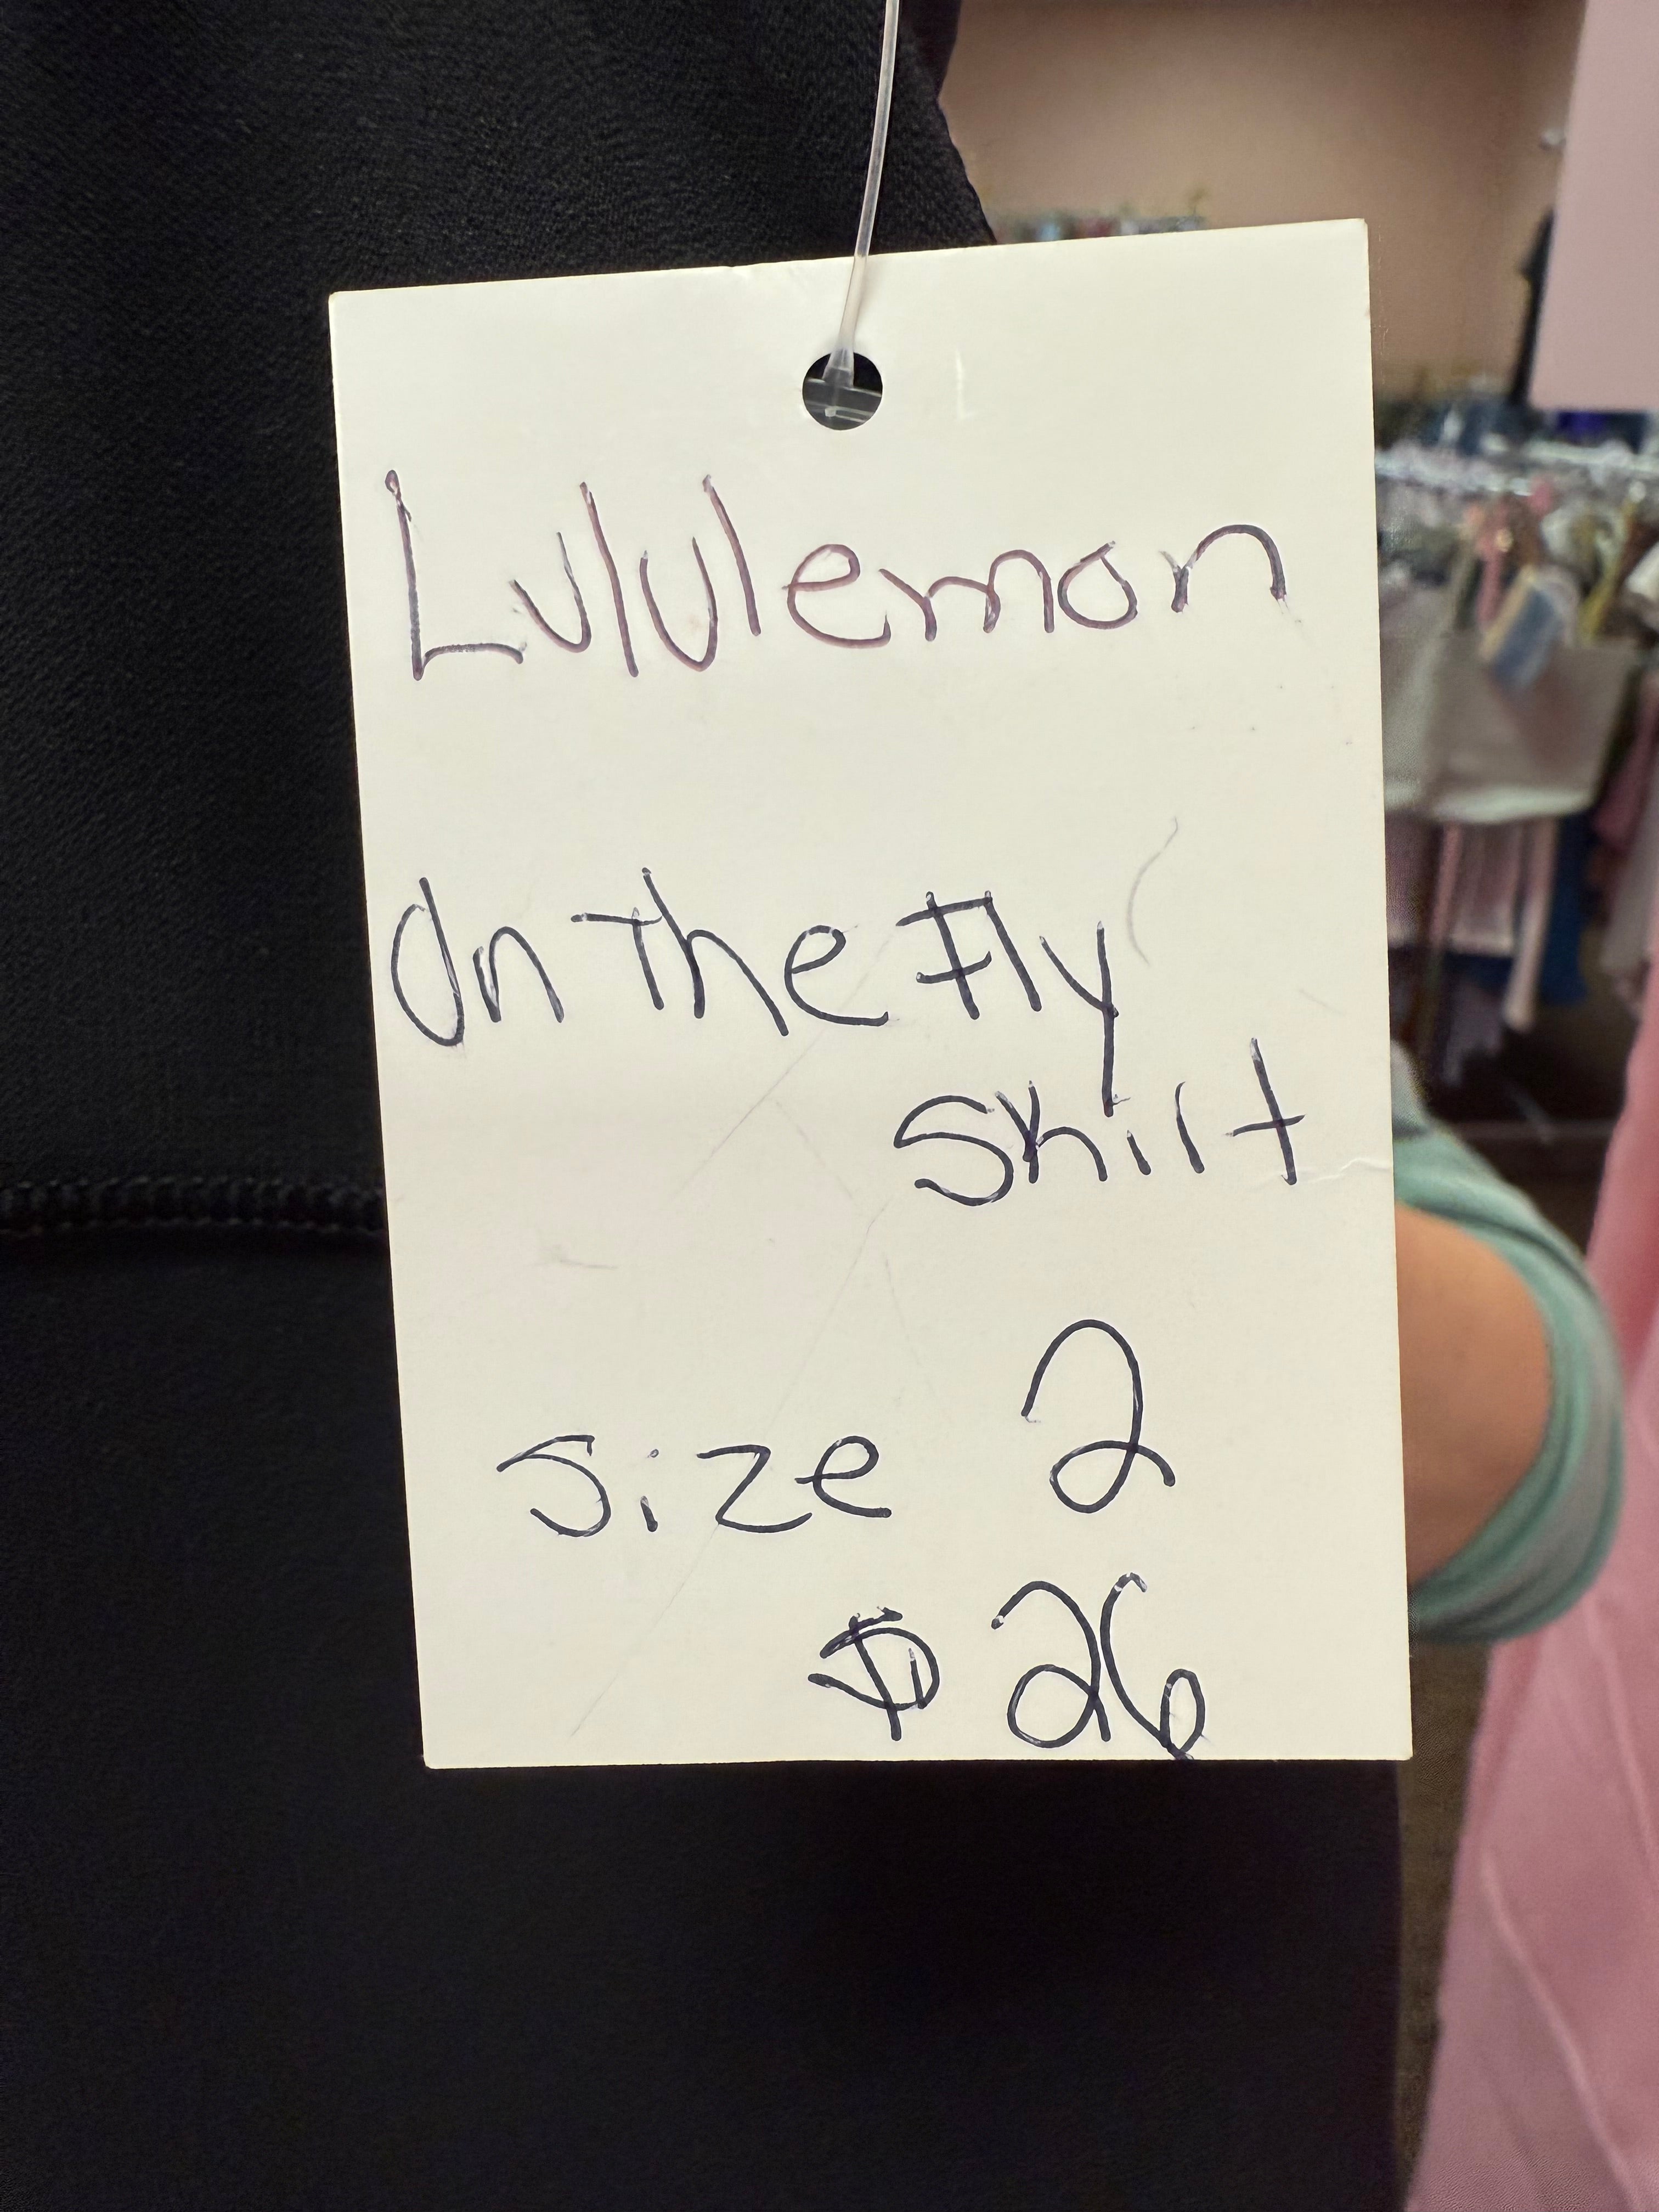 Lululemon
On The Fly
Shirt
Size 2
$26